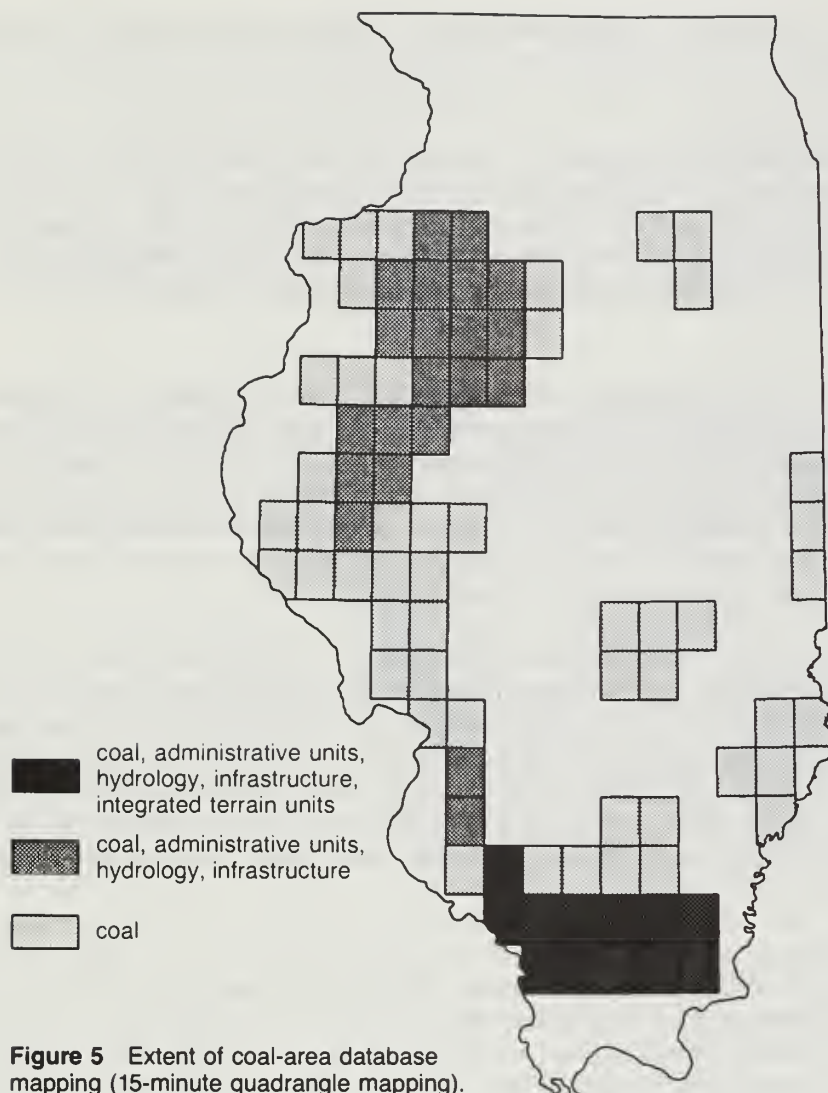 coal, administrative units,
hydrology, infrastructure,
integrated terrain units
coal, administrative units,
hydrology, infrastructure
coal
Figure 5 Extent of coal-area database
mapping (15-minute quadrangle mapping).